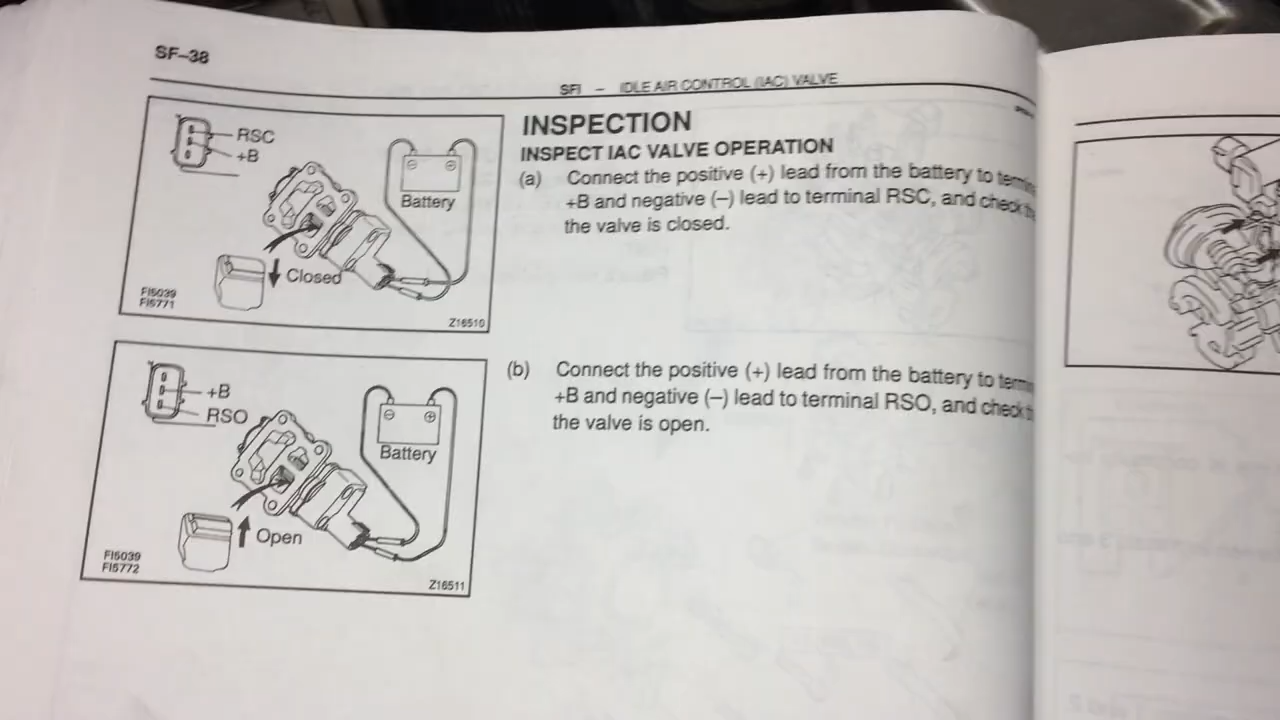 SF–38
SFI – IDLE AIR CONTROL (IAC) VALVE
INSPECTION
INSPECT IAC VALVE OPERATION
(a) Connect the positive (+) lead from the battery to
+B and negative (–) lead to terminal RSC, and check
the valve is closed.
RSC
+B
Battery
Closed
FI5039
FI5771
Z16510
(b) Connect the positive (+) lead from the battery to
+B and negative (–) lead to terminal RSO, and check
the valve is open.
+B
RSO
Battery
Open
FI5039
FI5772
Z16511